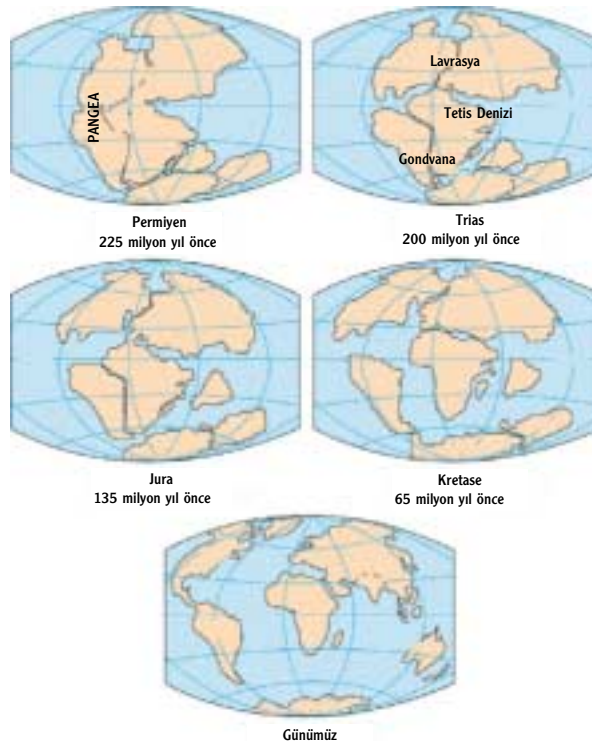 PANGEA
Lavrasya
Tetis Denizi
Gondvana
Permiyen
225 milyon yıl önce
Trias
200 milyon yıl önce
Jura
135 milyon yıl önce
Kretase
65 milyon yıl önce
Günümüz